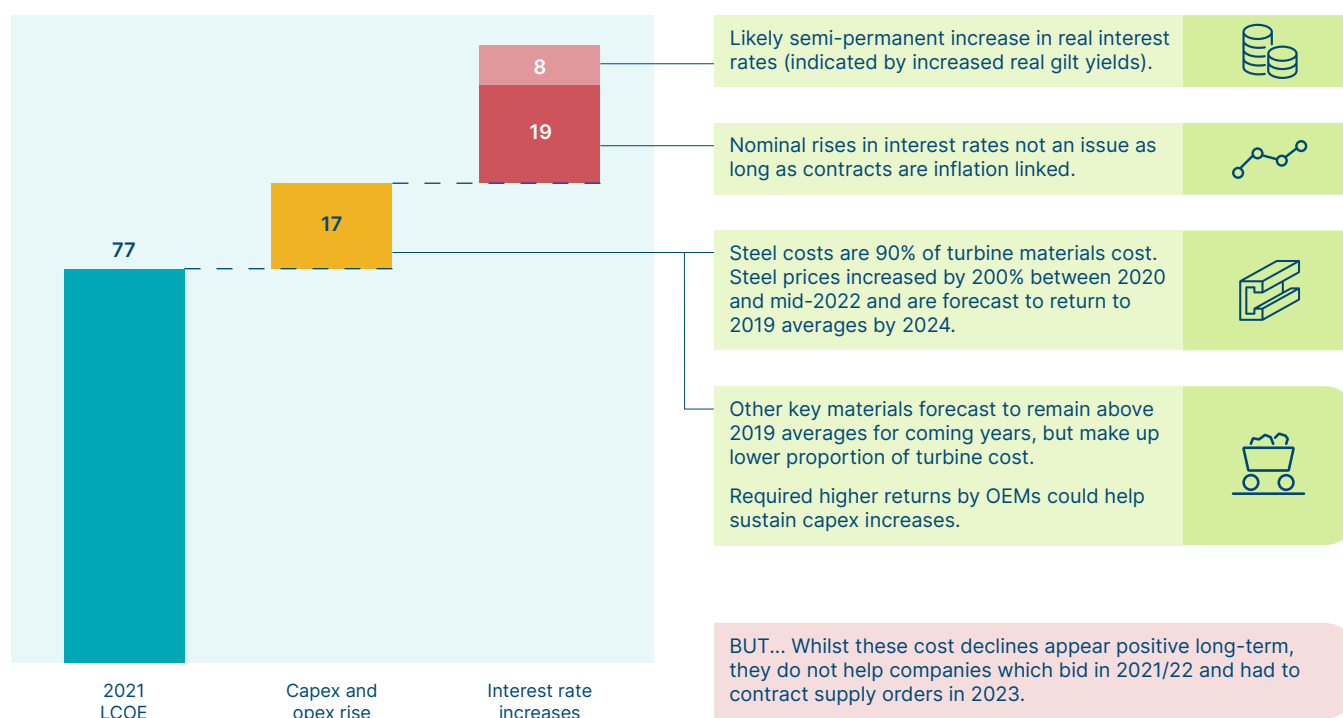 77
17
8
19
2021
LCOE
Capex and
opex rise
Interest rate
increases
Likely semi-permanent increase in real interest
rates (indicated by increased real gilt yields).
Nominal rises in interest rates not an issue as
long as contracts are inflation linked.
Steel costs are 90% of turbine materials cost.
Steel prices increased by 200% between 2020
and mid-2022 and are forecast to return to
2019 averages by 2024.
Other key materials forecast to remain above
2019 averages for coming years, but make up
lower proportion of turbine cost.
Required higher returns by OEMs could help
sustain capex increases.
BUT... Whilst these cost declines appear positive long-term,
they do not help companies which bid in 2021/22 and had to
contract supply orders in 2023.